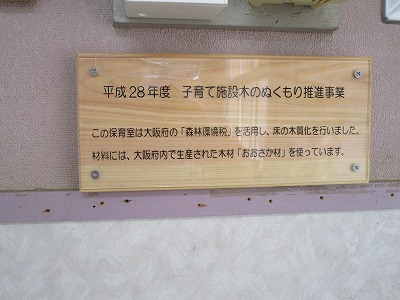 平成28年度 子育て施設木のぬくもり推進事業
この保育室は大阪府の「森林環境税」を活用し、床の木質化を行いました。
材料には、大阪府内で生産された木材「おおさか材」を使っています。